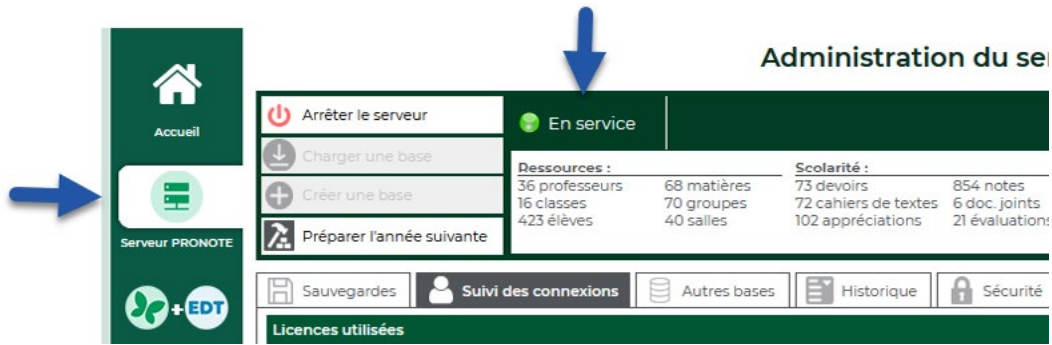 Administration du ser
Accueil
Serveur PRONOTE
+ EDT
Arrêter le serveur
Charger une base
Créer une base
Préparer l'année suivante
En service
Ressources :
36 professeurs 68 matières
16 classes 70 groupes
423 élèves 40 salles
Scolarité :
73 devoirs 854 notes
72 cahiers de textes 6 doc. joints
102 appréciations 21 évaluations
Sauvegardes Suivi des connexions Autres bases Historique Sécurité
Licences utilisées